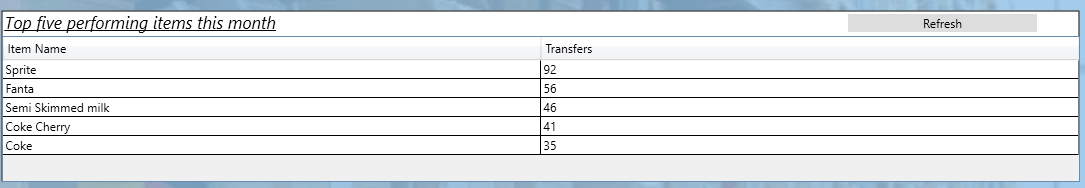 Top five performing items this month
Refresh
Item Name Transfers
Sprite 92
Fanta 56
Semi Skimmed milk 46
Coke Cherry 41
Coke 35